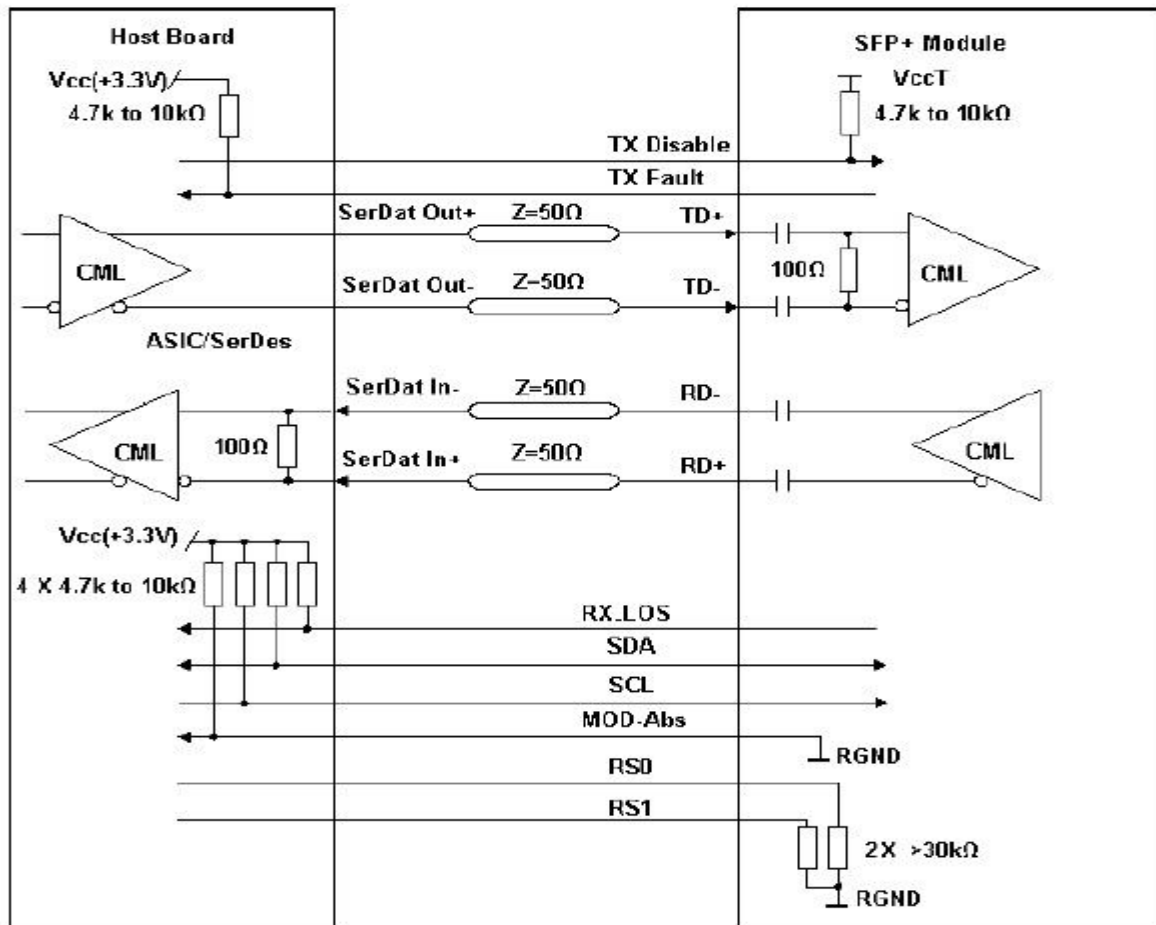 Host Board
SFP+ Module
Vcc(+3.3V)
VccT
4.7k to 10kΩ
4.7k to 10kΩ
TX Disable
TX Fault
SerDat Out+
Z=50Ω
TD+
CML
100Ω
CML
SerDat Out-
Z=50Ω
TD-
ASIC/SerDes
SerDat In-
Z=50Ω
RD-
CML
100Ω
CML
SerDat In+
Z=50Ω
RD+
Vcc(+3.3V)
4 X 4.7k to 10kΩ
RX_LOS
SDA
SCL
MOD-Abs
RGND
RS0
RS1
2X >30kΩ
RGND